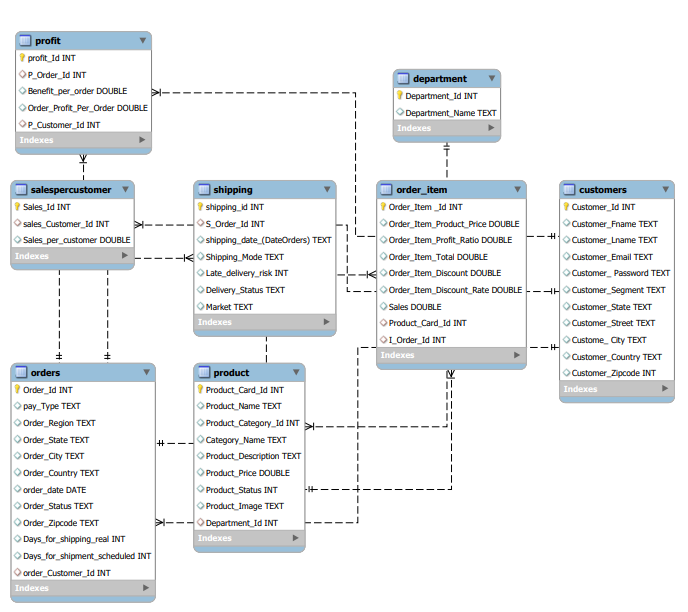 profit
profit_Id INT
P_Order_Id INT
Benefit_per_order DOUBLE
Order_Profit_Per_Order DOUBLE
P_Customer_Id INT
Indexes
department
Department_Id INT
Department_Name TEXT
Indexes
salespercustomer
Sales_Id INT
sales_Customer_Id INT
Sales_per_customer DOUBLE
Indexes
shipping
shipping_id INT
S_Order_Id INT
shipping_date_(DateOrders) TEXT
Shipping_Mode TEXT
Late_delivery_risk INT
Delivery_Status TEXT
Market TEXT
Indexes
order_item
Order_Item _Id INT
Order_Item_Product_Price DOUBLE
Order_Item_Profit_Ratio DOUBLE
Order_Item_Total DOUBLE
Order_Item_Discount DOUBLE
Order_Item_Discount_Rate DOUBLE
Sales DOUBLE
Product_Card_Id INT
I_Order_Id INT
Indexes
customers
Customer_Id INT
Customer_Fname TEXT
Customer_Lname TEXT
Customer_Email TEXT
Customer_ Password TEXT
Customer_Segment TEXT
Customer_State TEXT
Customer_Street TEXT
Custome_ City TEXT
Customer_Country TEXT
Customer_Zipcode INT
Indexes
orders
Order_Id INT
pay_Type TEXT
Order_Region TEXT
Order_State TEXT
Order_City TEXT
Order_Country TEXT
order_date DATE
Order_Status TEXT
Order_Zipcode TEXT
Days_for_shipping_real INT
Days_for_shipment_scheduled INT
order_Customer_Id INT
Indexes
product
Product_Card_Id INT
Product_Name TEXT
Product_Category_Id INT
Category_Name TEXT
Product_Description TEXT
Product_Price DOUBLE
Product_Status INT
Product_Image TEXT
Department_Id INT
Indexes